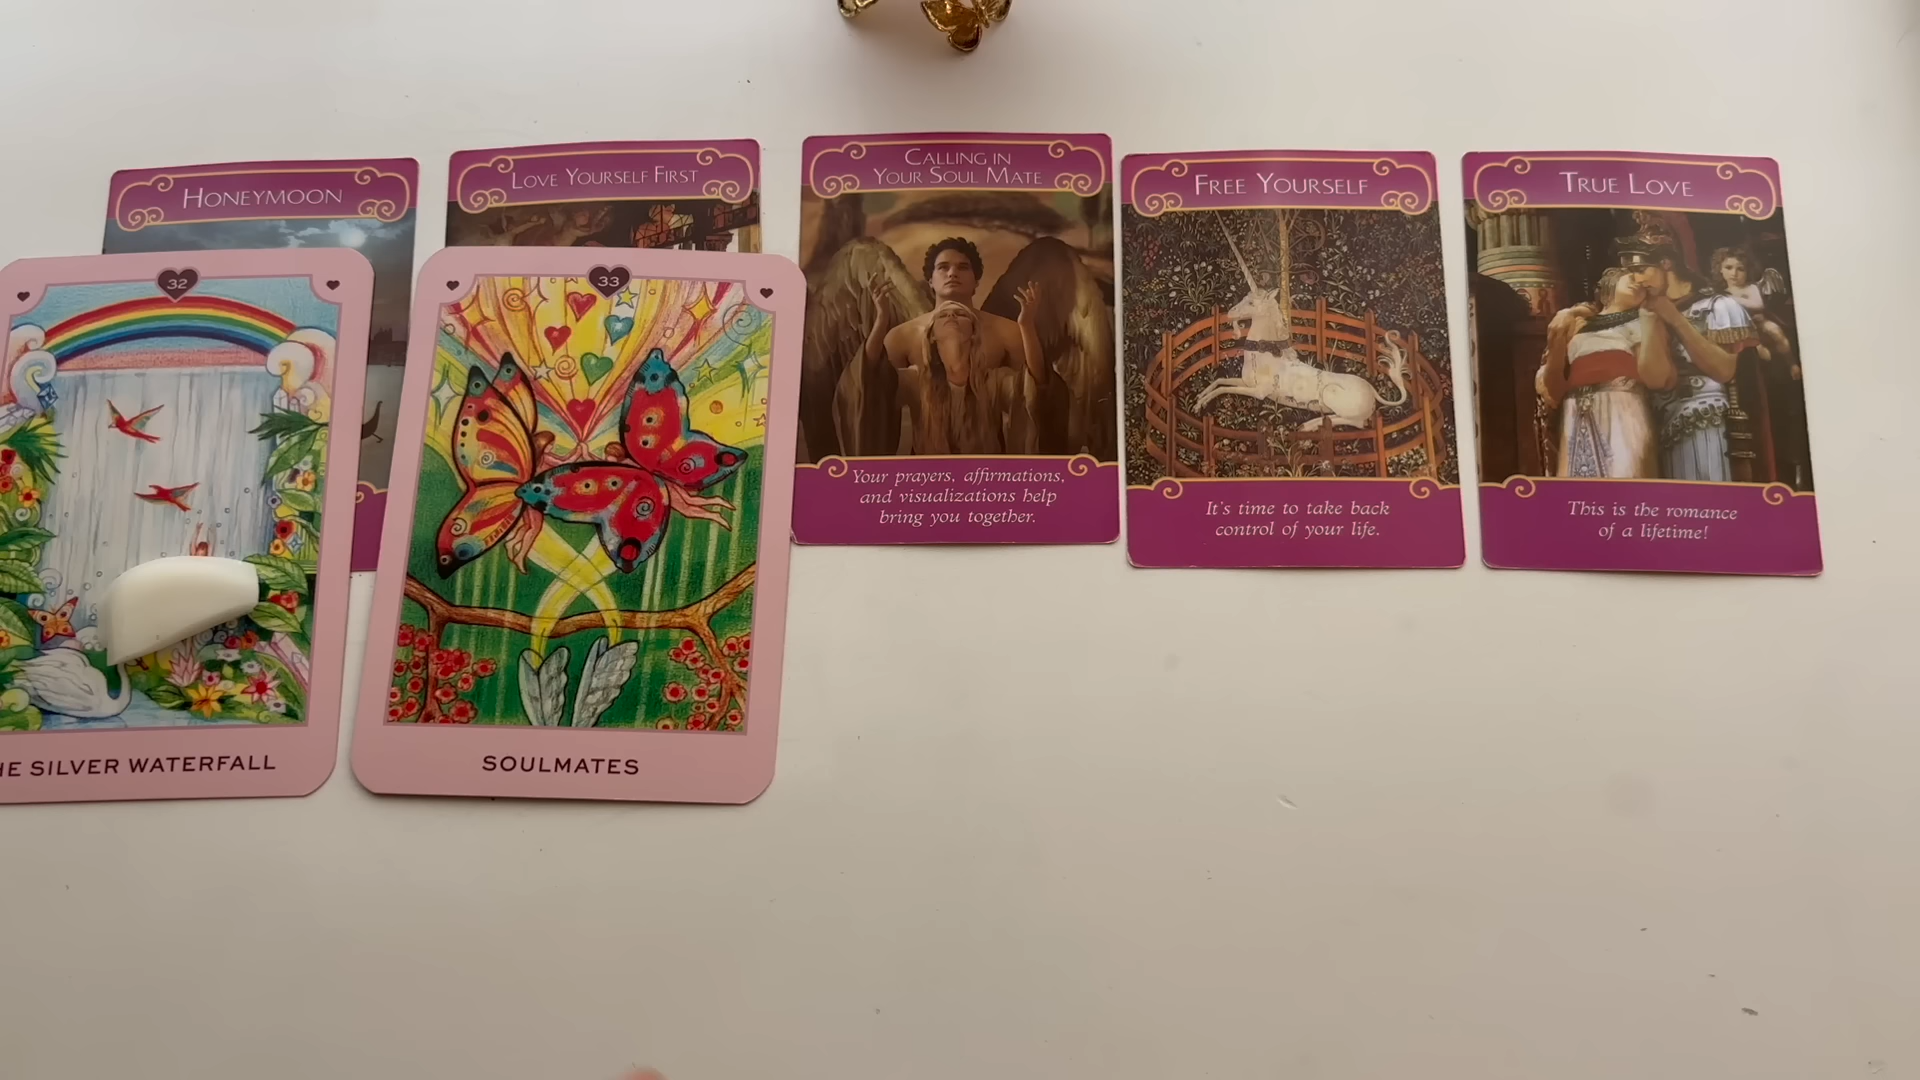 HONEYMOON
LOVE YOURSELF FIRST
CALLING IN
YOUR SOUL MATE
Your prayers, affirmations,
and visualizations help
bring you together.
FREE YOURSELF
It's time to take back
control of your life.
TRUE LOVE
This is the romance
of a lifetime!
32
HE SILVER WATERFALL
33
SOULMATES